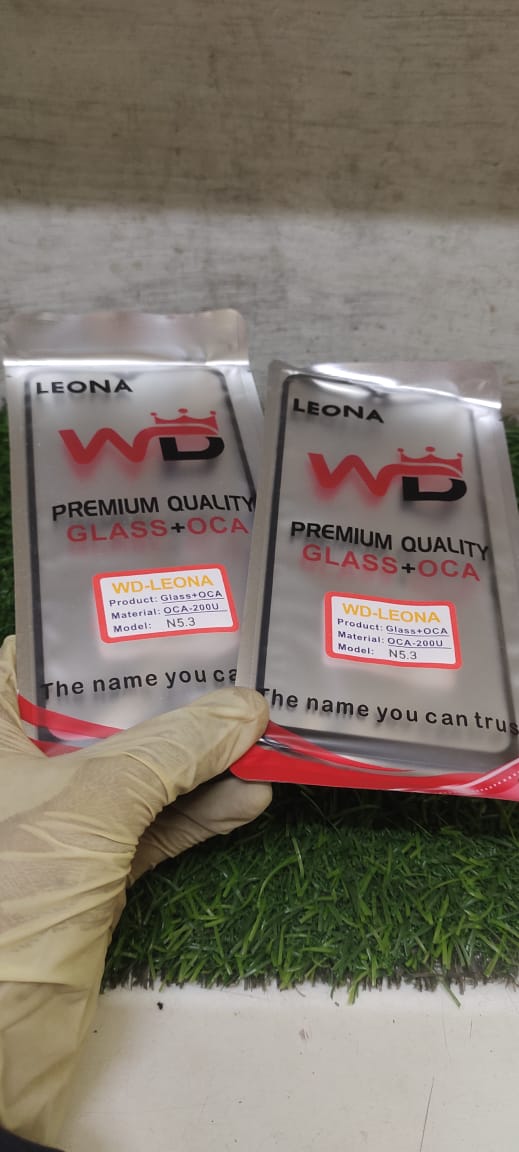 LEONA
WD
PREMIUM QUALITY
GLASS+OCA
WD-LEONA
Product: Glass+OCA
Material: OCA-200U
Model: N5.3
The name you ca
LEONA
WD
PREMIUM QUALITY
GLASS+OCA
WD-LEONA
Product: Glass+OCA
Material: OCA-200U
Model: N5.3
The name you can trus